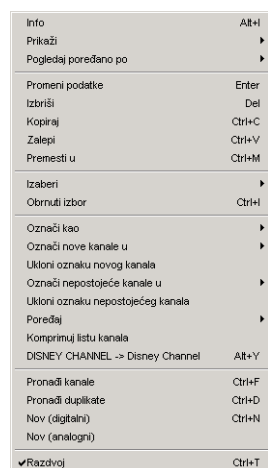 Info Alt+I
Prikaži
Pogledaj poređano po
Promeni podatke Enter
Izbriši Del
Kopiraj Ctrl+C
Zalepi Ctrl+V
Premesti u Ctrl+M
Izaberi
Obrnuti izbor Ctrl+I
Označi kao
Označi nove kanale u
Ukloni oznaku novog kanala
Označi nepostojeće kanale u
Ukloni oznaku nepostojećeg kanala
Poređaj
Komprimuj listu kanala
DISNEY CHANNEL -> Disney Channel Alt+Y
Pronađi kanale Ctrl+F
Pronađi duplikate Ctrl+D
Nov (digitalni) Ctrl+N
Nov (analogni)
Razdvoj Ctrl+T